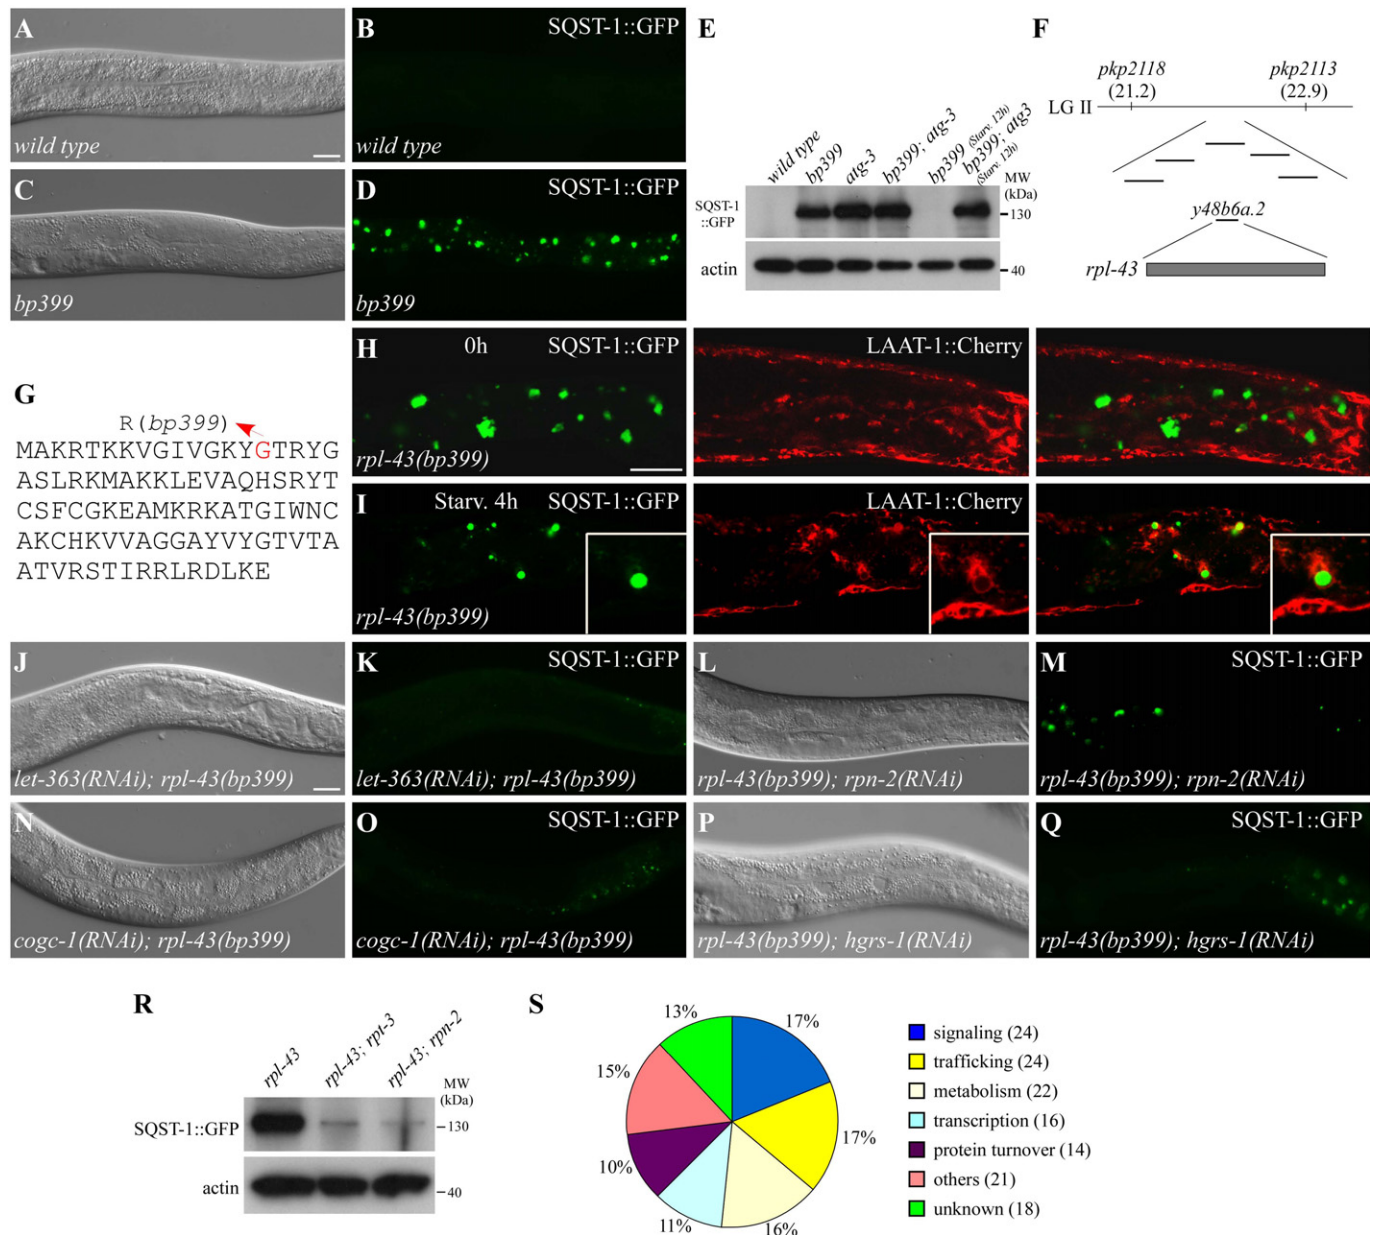 A
wild type
B
SQST-1::GFP
wild type
C
bp399
D
bp399
E
wild type
bp399
atg-3
bp399; atg-3
bp399 (Starv. 12h)
bp399; atg3
(Starv. 12h)
MW
(kDa)
SQST-1
::GFP
130
actin
40
F
pkp2118
(21.2)
pkp2113
(22.9)
LG II
y48b6a.2
rpl-43
G
R(bp399)
MAKRTKKVGIVGKYGTRYG
ASLRKMAKKLEVAQHSRYT
CSFCGKEAMKRKATGIWNC
AKCHKVVAGGAYVYGTVTA
ATVRSTIRRLRDLKE
H
0h
SQST-1::GFP
rpl-43(bp399)
LAAT-1::Cherry
I
Starv. 4h
SQST-1::GFP
rpl-43(bp399)
LAAT-1::Cherry
J
let-363(RNAi); rpl-43(bp399)
K
SQST-1::GFP
let-363(RNAi); rpl-43(bp399)
L
rpl-43(bp399); rpn-2(RNAi)
M
SQST-1::GFP
rpl-43(bp399); rpn-2(RNAi)
N
cogc-1(RNAi); rpl-43(bp399)
O
SQST-1::GFP
cogc-1(RNAi); rpl-43(bp399)
P
rpl-43(bp399); hgrs-1(RNAi)
Q
SQST-1::GFP
rpl-43(bp399); hgrs-1(RNAi)
R
rpl-43
rpl-43; rpt-3
rpl-43; rpn-2
MW
(kDa)
SQST-1::GFP
130
actin
40
S
13%
17%
15%
17%
10%
11%
16%
signaling (24)
trafficking (24)
metabolism (22)
transcription (16)
protein turnover (14)
others (21)
unknown (18)